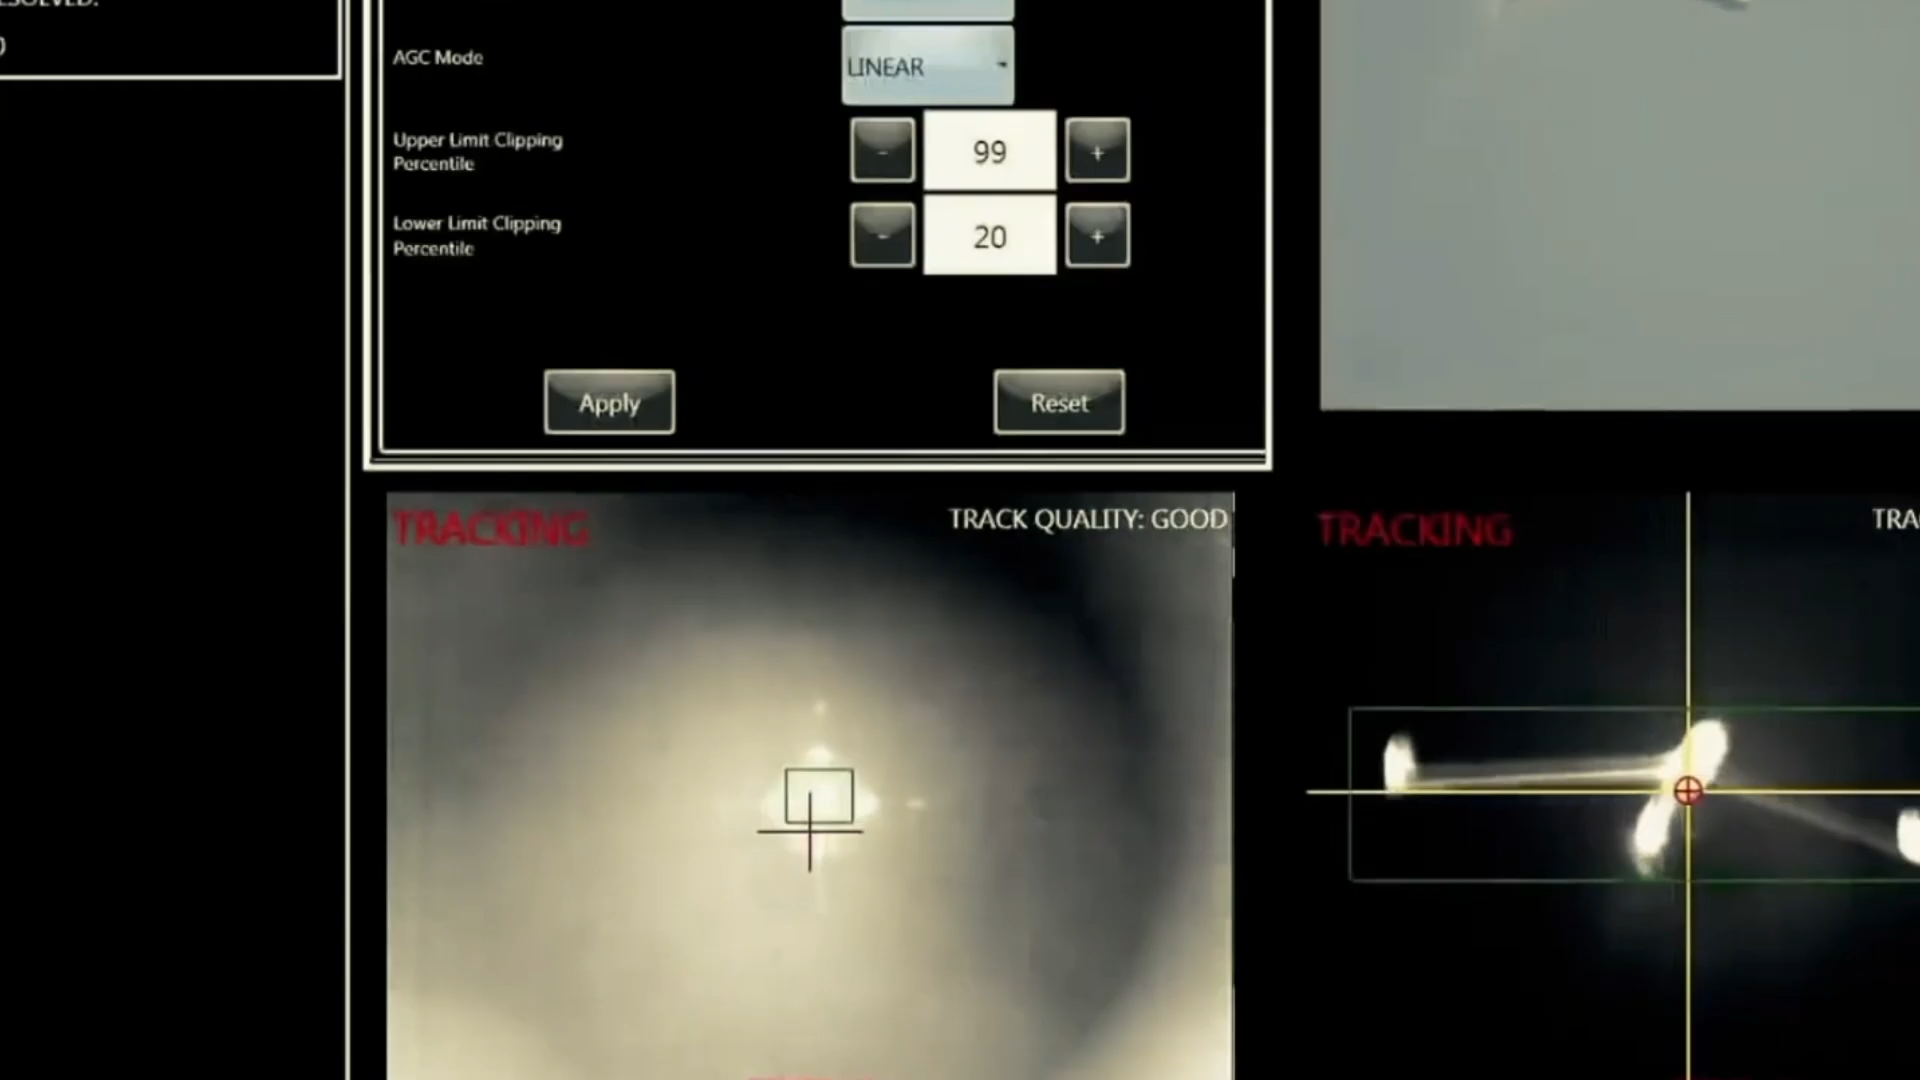 AGC Mode
LINEAR
Upper Limit Clipping
Percentile
-
99
+
Lower Limit Clipping
Percentile
-
20
+
Apply
Reset
TRACKING
TRACK QUALITY: GOOD
TRACKING